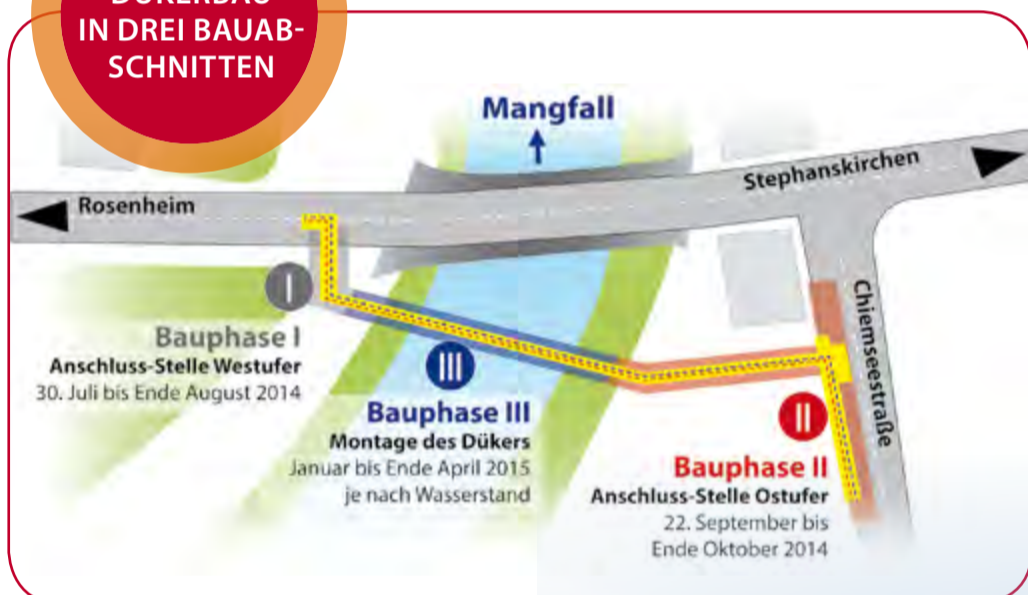 DÜKERBAU
IN DREI BAUAB-
SCHNITTEN
Mangfall
Stephanskirchen
Rosenheim
I
Bauphase I
Anschluss-Stelle Westufer
30. Juli bis Ende August 2014
III
Bauphase III
Montage des Dükers
Januar bis Ende April 2015
je nach Wasserstand
Chiemseestraße
II
Bauphase II
Anschluss-Stelle Ostufer
22. September bis
Ende Oktober 2014